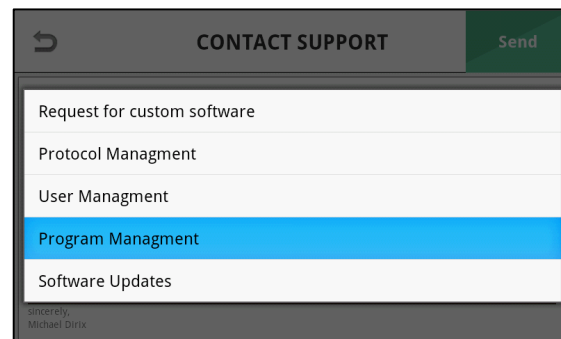 CONTACT SUPPORT
Send
Request for custom software
Protocol Managment
User Managment
Program Managment
Software Updates
sincerely,
Michael Dirix